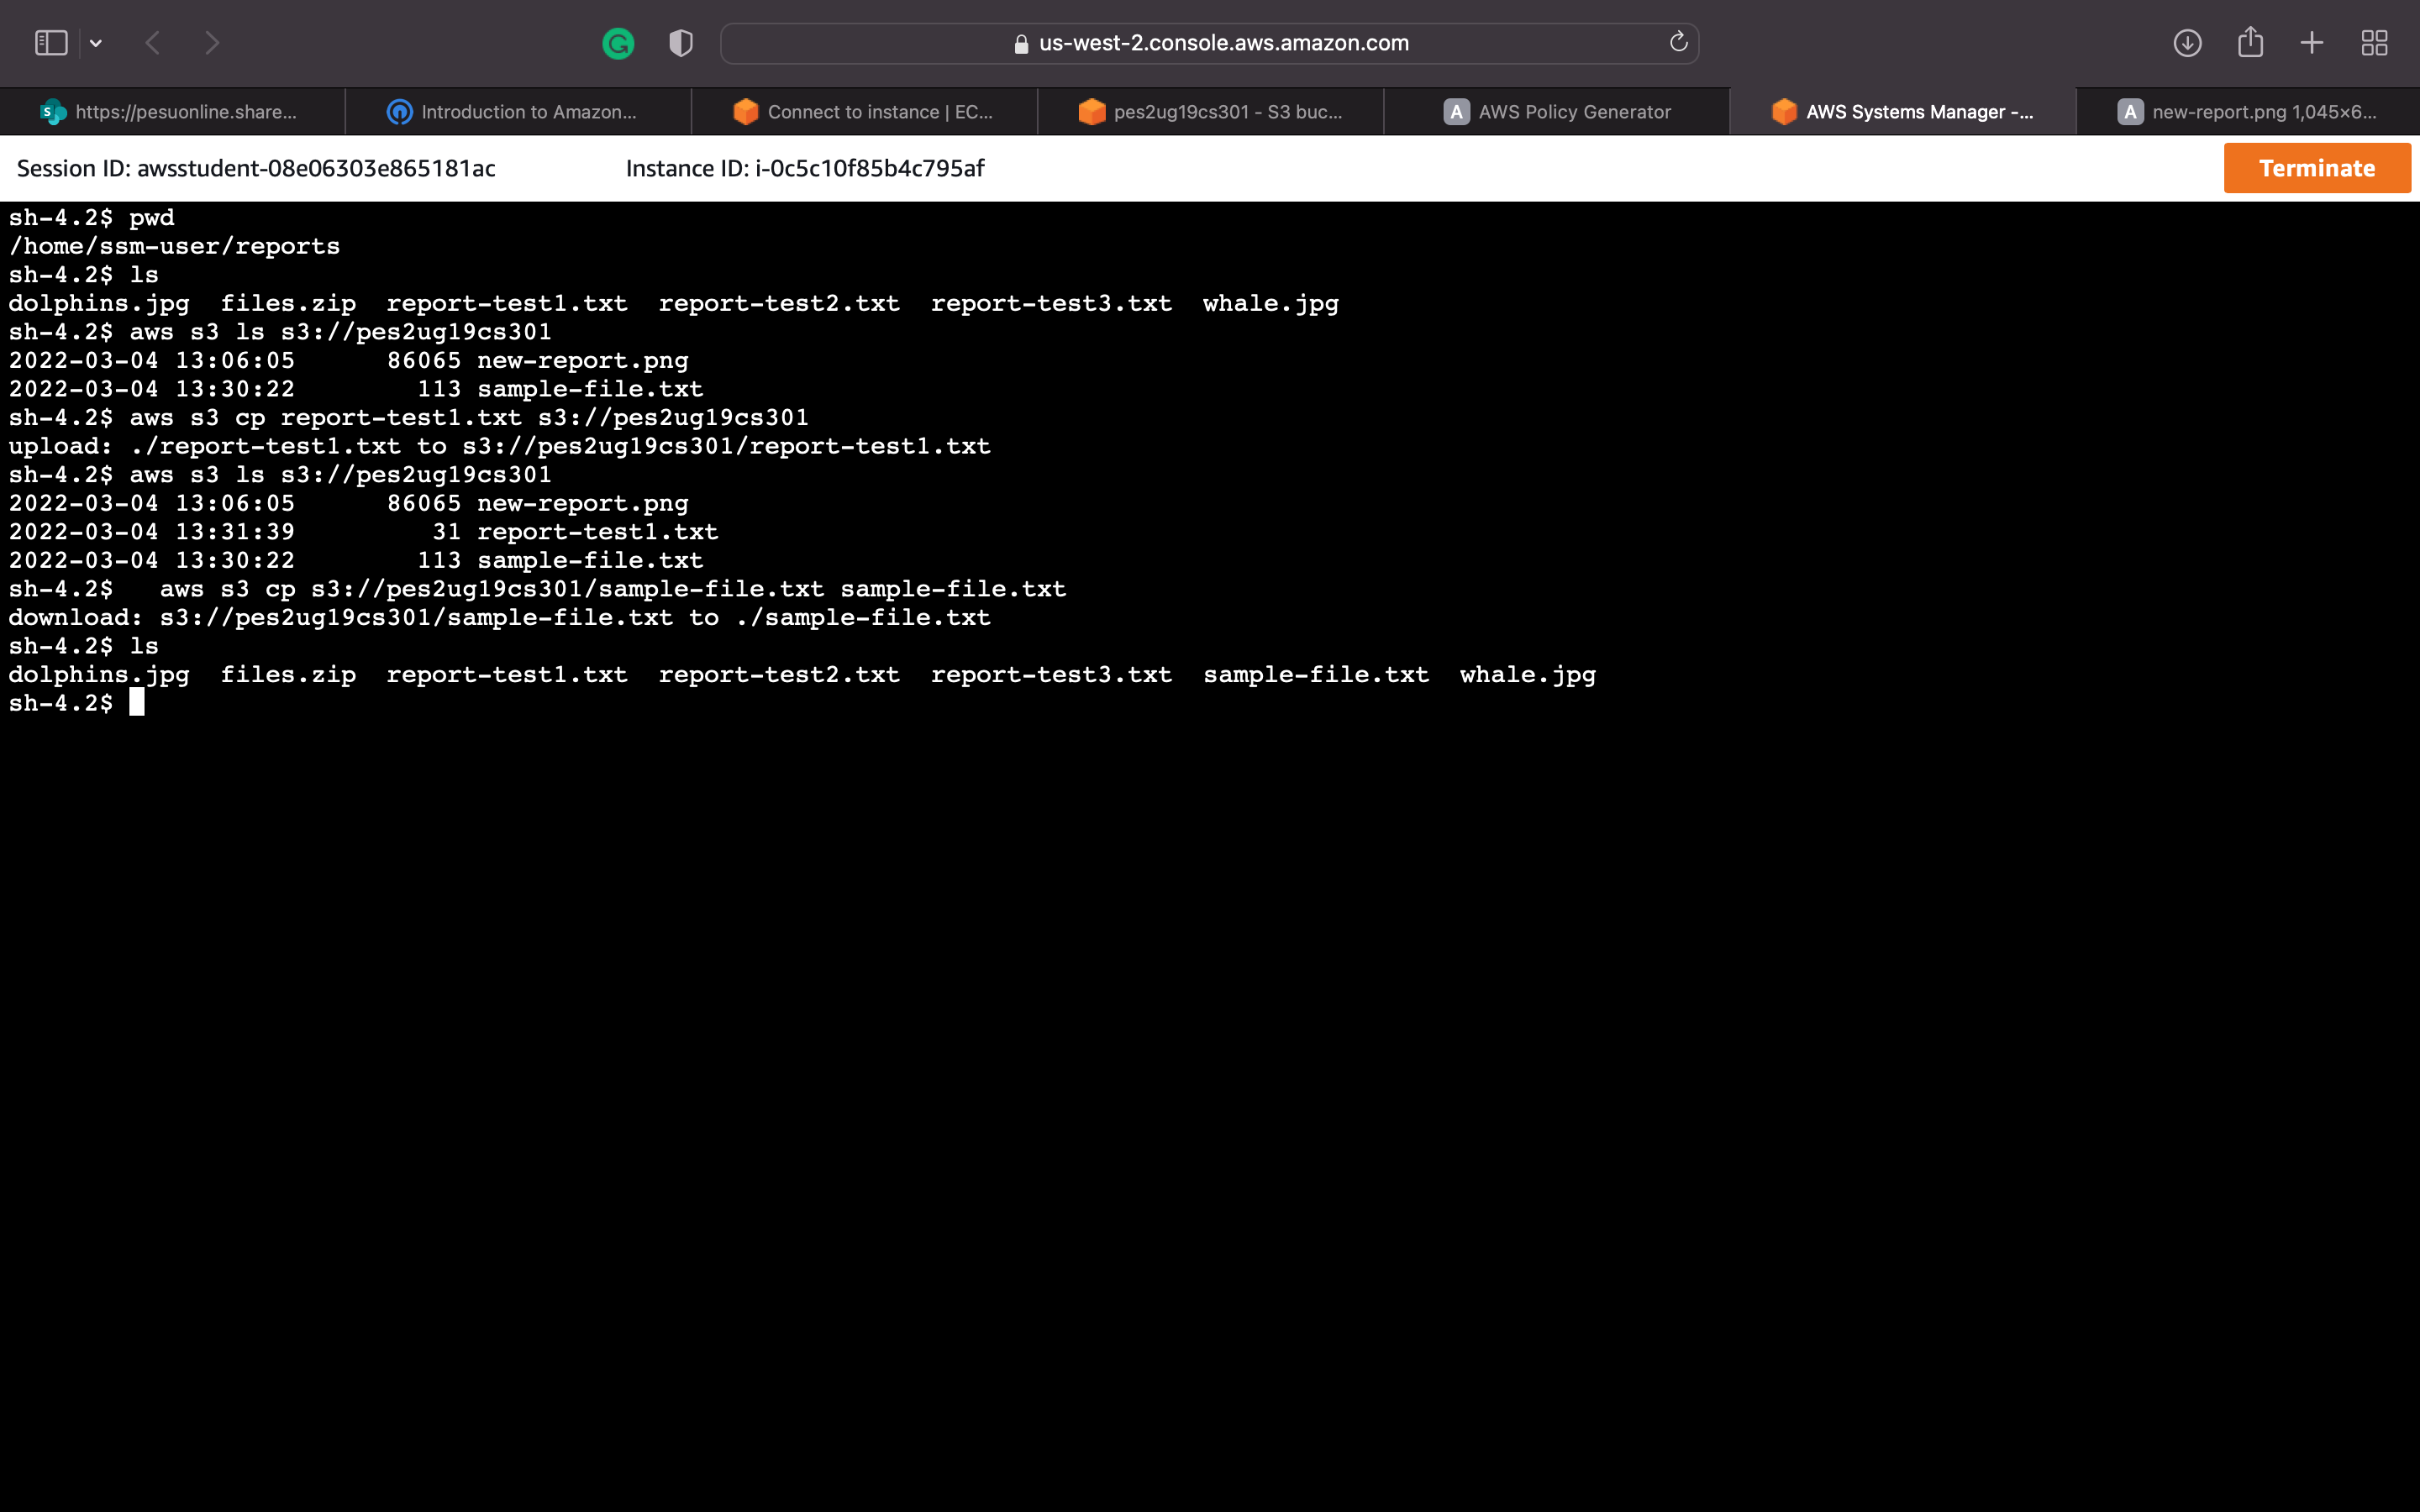 us-west-2.console.aws.amazon.com
https://pesuonline.share...
Introduction to Amazon...
Connect to instance | EC...
pes2ug19cs301 - S3 buc...
A AWS Policy Generator
AWS Systems Manager -...
A new-report.png 1,045×6...
Session ID: awsstudent-08e06303e865181ac Instance ID: i-0c5c10f85b4c795af Terminate
sh-4.2$ pwd
/home/ssm-user/reports
sh-4.2$ ls
dolphins.jpg  files.zip  report-test1.txt  report-test2.txt  report-test3.txt  whale.jpg
sh-4.2$ aws s3 ls s3://pes2ug19cs301
2022-03-04 13:06:05      86065 new-report.png
2022-03-04 13:30:22        113 sample-file.txt
sh-4.2$ aws s3 cp report-test1.txt s3://pes2ug19cs301
upload: ./report-test1.txt to s3://pes2ug19cs301/report-test1.txt
sh-4.2$ aws s3 ls s3://pes2ug19cs301
2022-03-04 13:06:05      86065 new-report.png
2022-03-04 13:31:39         31 report-test1.txt
2022-03-04 13:30:22        113 sample-file.txt
sh-4.2$   aws s3 cp s3://pes2ug19cs301/sample-file.txt sample-file.txt
download: s3://pes2ug19cs301/sample-file.txt to ./sample-file.txt
sh-4.2$ ls
dolphins.jpg  files.zip  report-test1.txt  report-test2.txt  report-test3.txt  sample-file.txt  whale.jpg
sh-4.2$